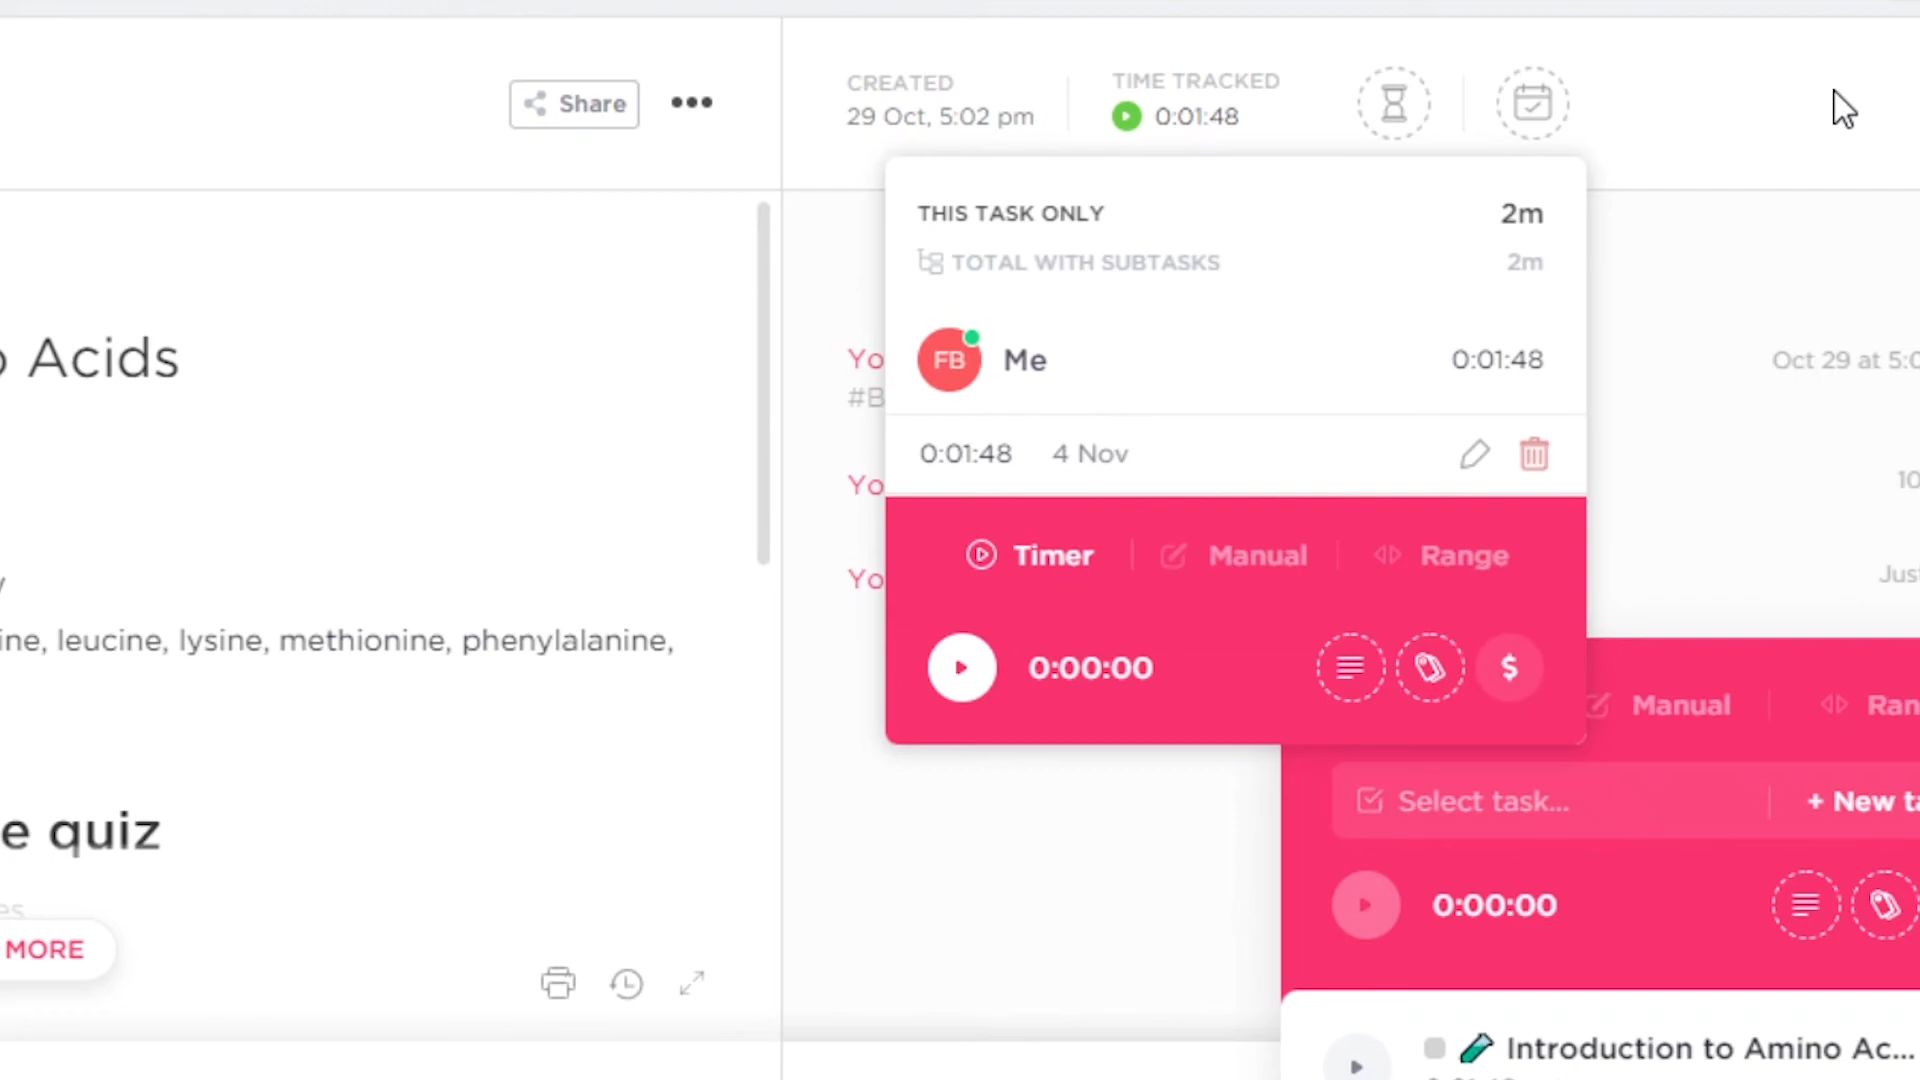 Share
CREATED
29 Oct, 5:02 pm
TIME TRACKED
0:01:48
THIS TASK ONLY 2m
TOTAL WITH SUBTASKS 2m
FB Me 0:01:48
0:01:48 4 Nov
Timer Manual Range
0:00:00 $
Acids
ine, leucine, lysine, methionine, phenylalanine,
e quiz
es
MORE
Yo
#B
Yo
Yo
Oct 29 at 5:0
10
Jus
Manual Ran
Select task... + New ta
0:00:00
Introduction to Amino Ac...